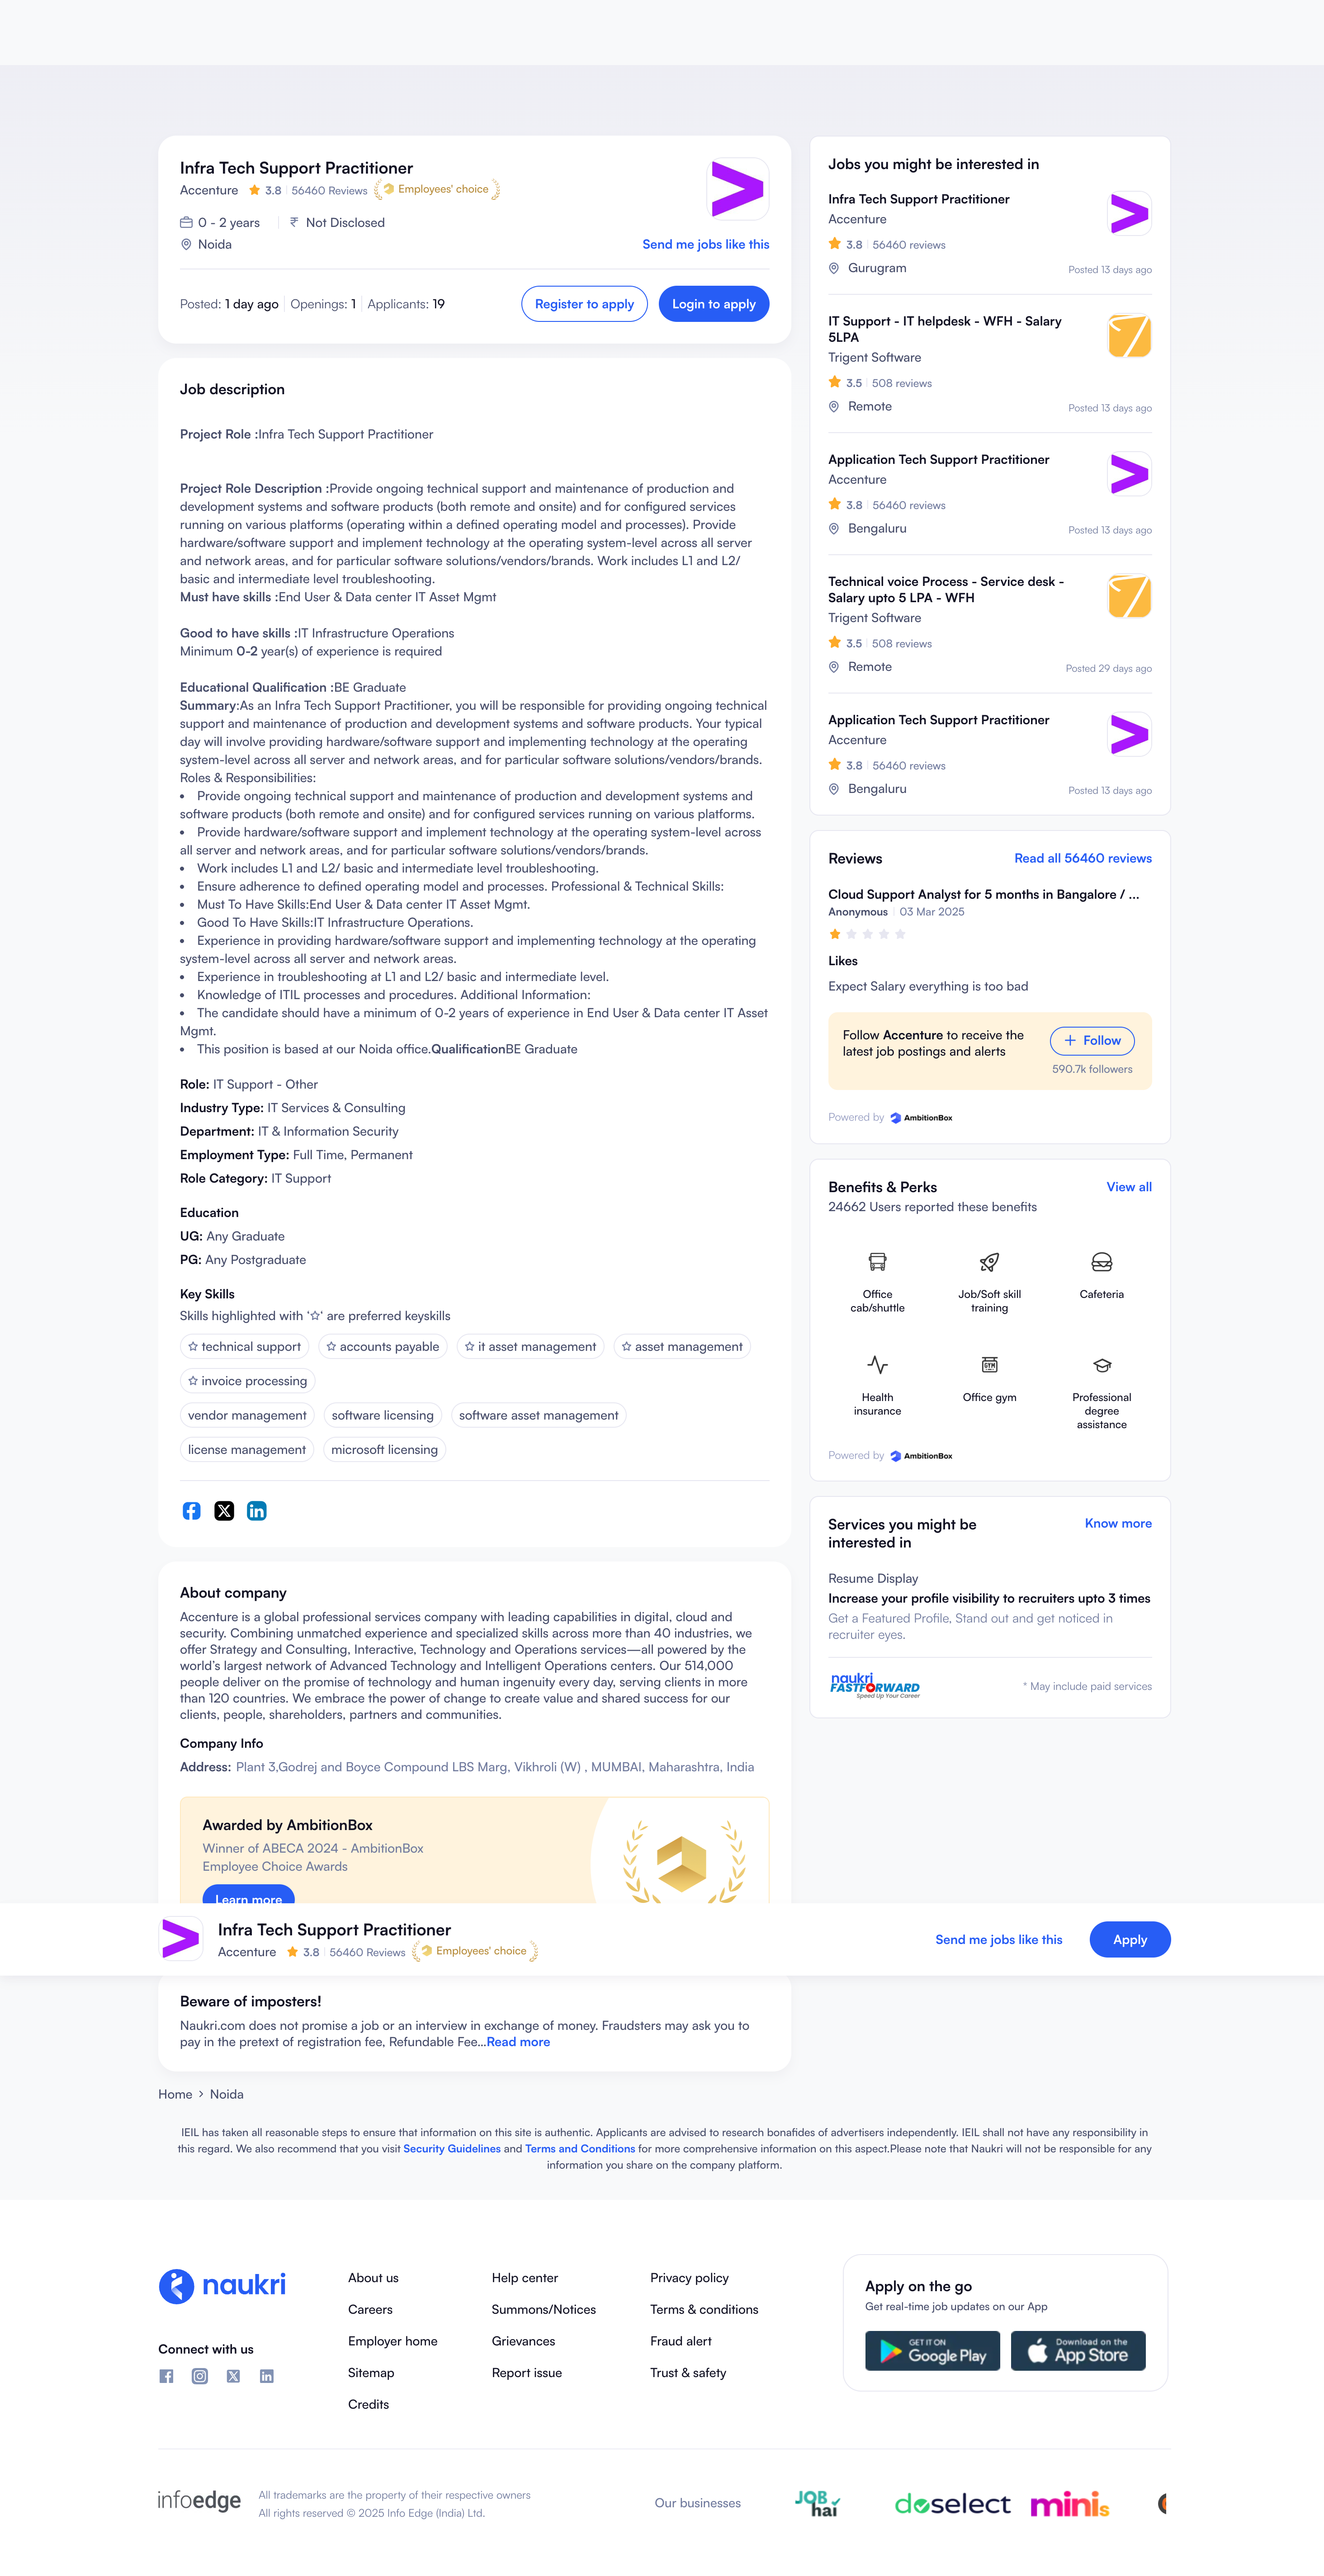 Infra Tech Support Practitioner
Accenture 3.8 56460 Reviews Employees' choice
0 - 2 years ₹ Not Disclosed
Noida
Send me jobs like this
Posted: 1 day ago Openings: 1 Applicants: 19
Register to apply
Login to apply
Job description
Project Role :Infra Tech Support Practitioner
Project Role Description :Provide ongoing technical support and maintenance of production and
development systems and software products (both remote and onsite) and for configured services
running on various platforms (operating within a defined operating model and processes). Provide
hardware/software support and implement technology at the operating system-level across all server
and network areas, and for particular software solutions/vendors/brands. Work includes L1 and L2/
basic and intermediate level troubleshooting.
Must have skills :End User & Data center IT Asset Mgmt
Good to have skills :IT Infrastructure Operations
Minimum 0-2 year(s) of experience is required
Educational Qualification :BE Graduate
Summary:As an Infra Tech Support Practitioner, you will be responsible for providing ongoing technical
support and maintenance of production and development systems and software products. Your typical
day will involve providing hardware/software support and implementing technology at the operating
system-level across all server and network areas, and for particular software solutions/vendors/brands.
Roles & Responsibilities:
• Provide ongoing technical support and maintenance of production and development systems and
software products (both remote and onsite) and for configured services running on various platforms.
• Provide hardware/software support and implement technology at the operating system-level across
all server and network areas, and for particular software solutions/vendors/brands.
• Work includes L1 and L2/ basic and intermediate level troubleshooting.
• Ensure adherence to defined operating model and processes. Professional & Technical Skills:
• Must To Have Skills:End User & Data center IT Asset Mgmt.
• Good To Have Skills:IT Infrastructure Operations.
• Experience in providing hardware/software support and implementing technology at the operating
system-level across all server and network areas.
• Experience in troubleshooting at L1 and L2/ basic and intermediate level.
• Knowledge of ITIL processes and procedures. Additional Information:
• The candidate should have a minimum of 0-2 years of experience in End User & Data center IT Asset
Mgmt.
• This position is based at our Noida office.QualificationBE Graduate
Role: IT Support - Other
Industry Type: IT Services & Consulting
Department: IT & Information Security
Employment Type: Full Time, Permanent
Role Category: IT Support
Education
UG: Any Graduate
PG: Any Postgraduate
Key Skills
Skills highlighted with ‘☆‘ are preferred keyskills
technical support accounts payable it asset management asset management
invoice processing
vendor management software licensing software asset management
license management microsoft licensing
About company
Accenture is a global professional services company with leading capabilities in digital, cloud and
security. Combining unmatched experience and specialized skills across more than 40 industries, we
offer Strategy and Consulting, Interactive, Technology and Operations services—all powered by the
world’s largest network of Advanced Technology and Intelligent Operations centers. Our 514,000
people deliver on the promise of technology and human ingenuity every day, serving clients in more
than 120 countries. We embrace the power of change to create value and shared success for our
clients, people, shareholders, partners and communities.
Company Info
Address: Plant 3,Godrej and Boyce Compound LBS Marg, Vikhroli (W) , MUMBAI, Maharashtra, India
Awarded by AmbitionBox
Winner of ABECA 2024 - AmbitionBox
Employee Choice Awards
Learn more
Jobs you might be interested in
Infra Tech Support Practitioner
Accenture
3.8 56460 reviews
Gurugram
Posted 13 days ago
IT Support - IT helpdesk - WFH - Salary
5LPA
Trigent Software
3.5 508 reviews
Remote
Posted 13 days ago
Application Tech Support Practitioner
Accenture
3.8 56460 reviews
Bengaluru
Posted 13 days ago
Technical voice Process - Service desk -
Salary upto 5 LPA - WFH
Trigent Software
3.5 508 reviews
Remote
Posted 29 days ago
Application Tech Support Practitioner
Accenture
3.8 56460 reviews
Bengaluru
Posted 13 days ago
Reviews
Read all 56460 reviews
Cloud Support Analyst for 5 months in Bangalore / ...
Anonymous 03 Mar 2025
Likes
Expect Salary everything is too bad
Follow Accenture to receive the
latest job postings and alerts
Follow
590.7k followers
Powered by AmbitionBox
Benefits & Perks
View all
24662 Users reported these benefits
Office
cab/shuttle
Job/Soft skill
training
Cafeteria
Health
insurance
GYM
Office gym
Professional
degree
assistance
Powered by AmbitionBox
Services you might be
interested in
Know more
Resume Display
Increase your profile visibility to recruiters upto 3 times
Get a Featured Profile, Stand out and get noticed in
recruiter eyes.
naukri
FASTFORWARD
Speed Up Your Career
* May include paid services
Infra Tech Support Practitioner
Accenture 3.8 56460 Reviews Employees' choice
Send me jobs like this
Apply
Beware of imposters!
Naukri.com does not promise a job or an interview in exchange of money. Fraudsters may ask you to
pay in the pretext of registration fee, Refundable Fee...Read more
Home > Noida
IEIL has taken all reasonable steps to ensure that information on this site is authentic. Applicants are advised to research bonafides of advertisers independently. IEIL shall not have any responsibility in
this regard. We also recommend that you visit Security Guidelines and Terms and Conditions for more comprehensive information on this aspect.Please note that Naukri will not be responsible for any
information you share on the company platform.
naukri
Connect with us
About us
Careers
Employer home
Sitemap
Credits
Help center
Summons/Notices
Grievances
Report issue
Privacy policy
Terms & conditions
Fraud alert
Trust & safety
Apply on the go
Get real-time job updates on our App
GET IT ON
Google Play
Download on the
App Store
infoedge
All trademarks are the property of their respective owners
All rights reserved © 2025 Info Edge (India) Ltd.
Our businesses
JOB
hai
doselect
minis